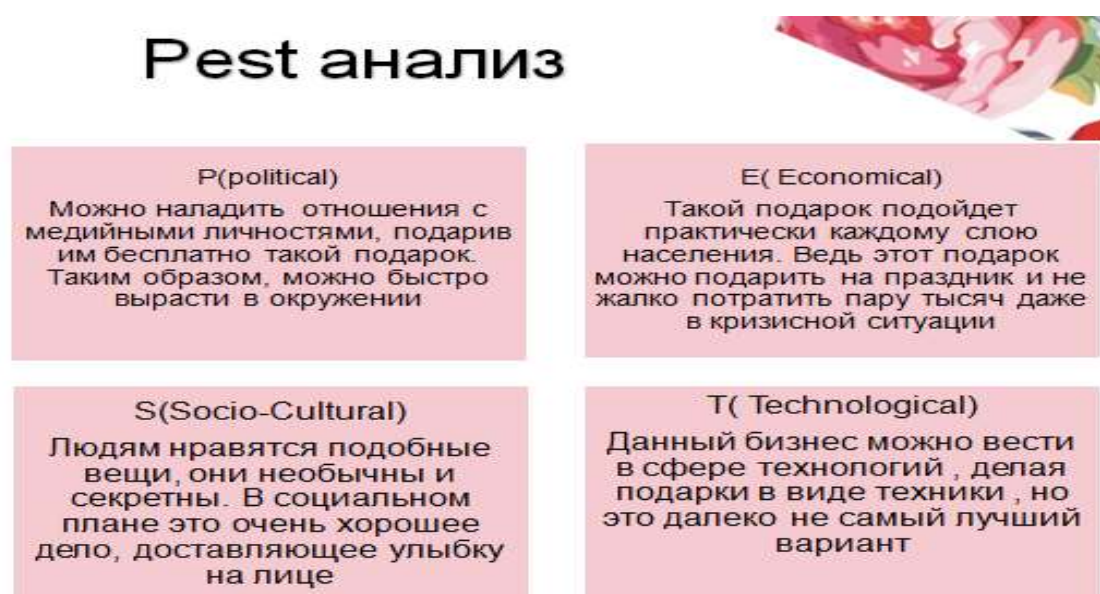 Pest анализ
P(political)
Можно наладить отношения с
медийными личностями, подарив
им бесплатно такой подарок.
Таким образом, можно быстро
вырасти в окружении
E( Economical)
Такой подарок подойдет
практически каждому слою
населения. Ведь этот подарок
можно подарить на праздник и не
жалко потратить пару тысяч даже
в кризисной ситуации
S(Socio-Cultural)
Людям нравятся подобные
вещи, они необычны и
секретны. В социальном
плане это очень хорошее
дело, доставляющее улыбку
на лице
T( Technological)
Данный бизнес можно вести
в сфере технологий , делая
подарки в виде техники , но
это далеко не самый лучший
вариант